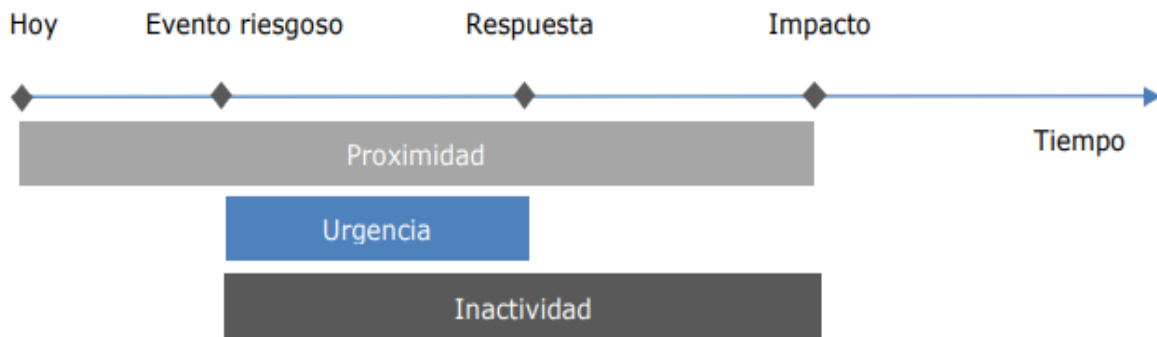 Hoy Evento riesgoso Respuesta Impacto
Tiempo
Proximidad
Urgencia
Inactividad